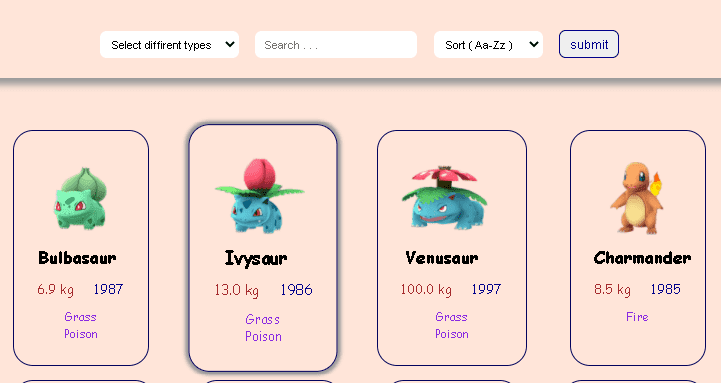 Select diffirent types
Search . . .
Sort ( Aa-Zz )
submit
Bulbasaur
6.9 kg 1987
Grass
Poison
Ivysaur
13.0 kg 1986
Grass
Poison
Venusaur
100.0 kg 1997
Grass
Poison
Charmander
8.5 kg 1985
Fire